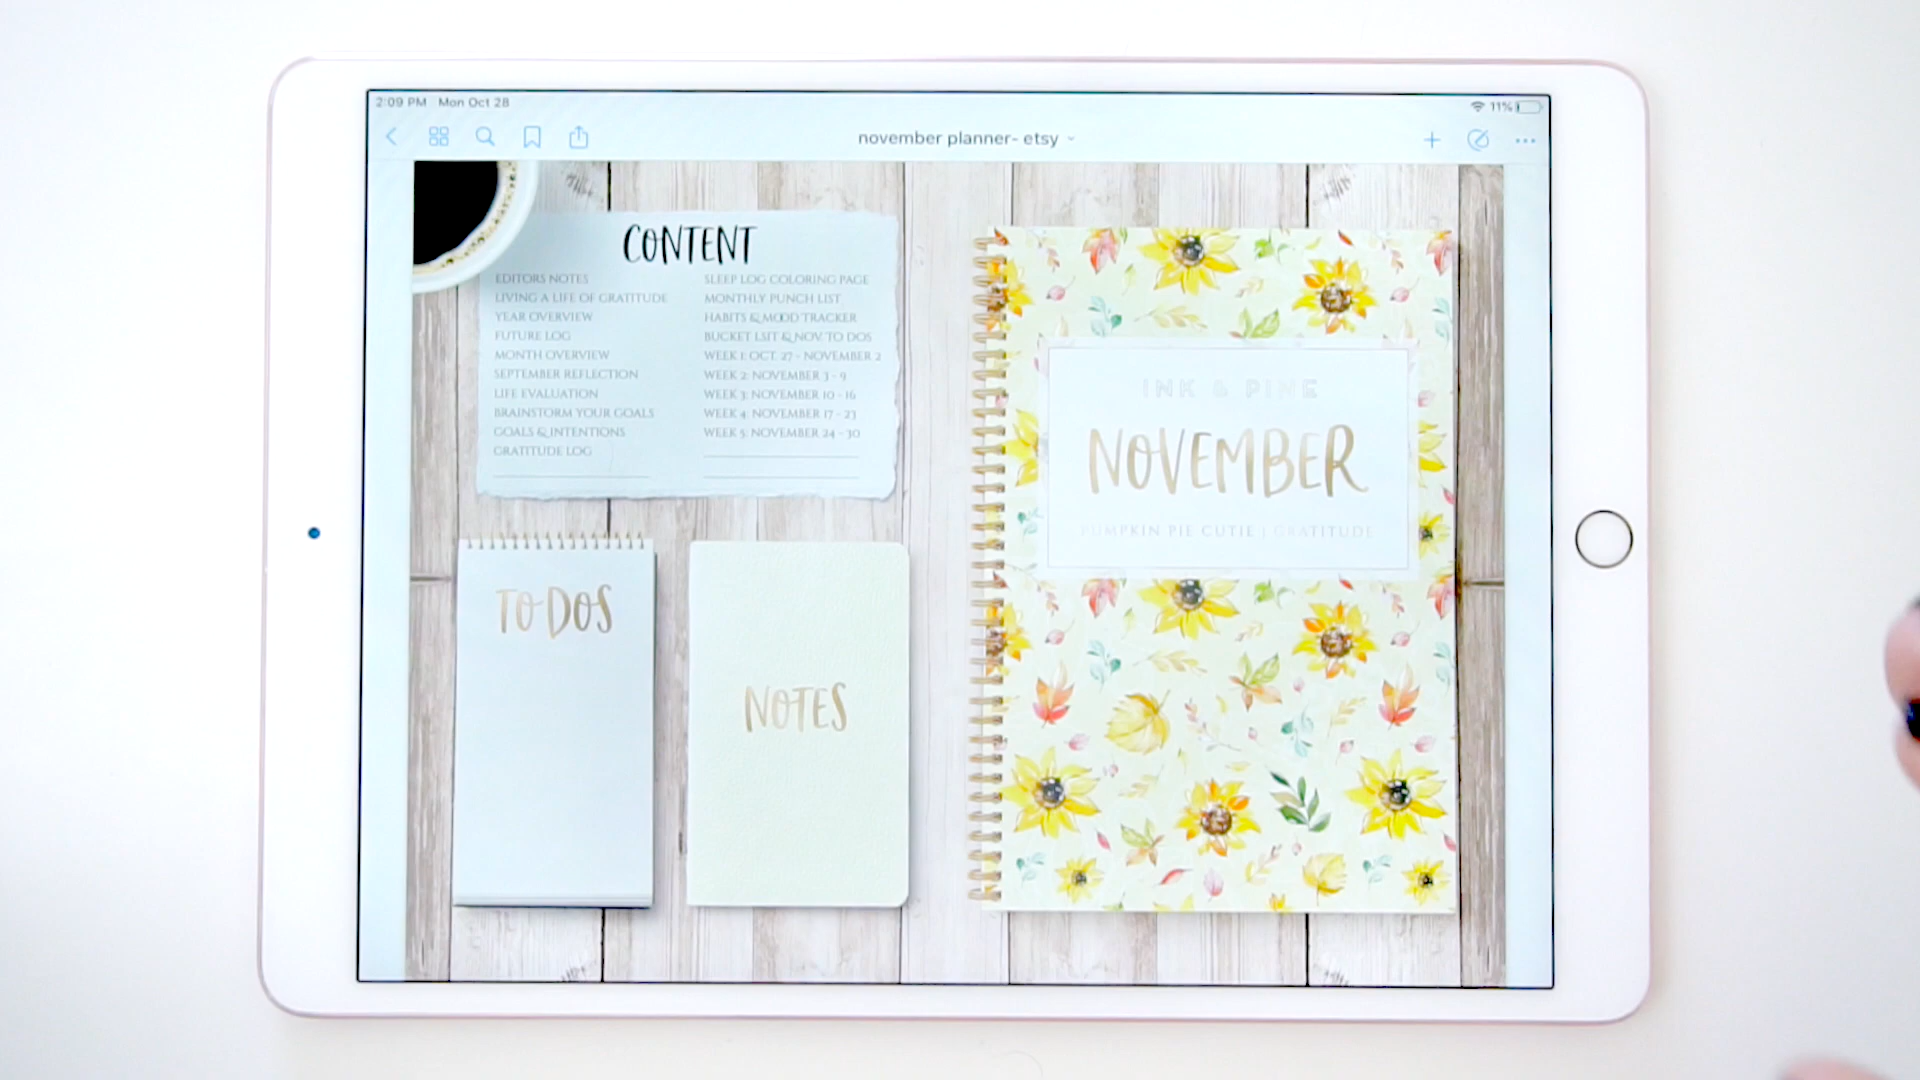 2:09 PM Mon Oct 28
11%
november planner- etsy
CONTENT
EDITORS NOTES
LIVING A LIFE OF GRATITUDE
YEAR OVERVIEW
FUTURE LOG
MONTH OVERVIEW
SEPTEMBER REFLECTION
LIFE EVALUATION
BRAINSTORM YOUR GOALS
GOALS & INTENTIONS
GRATITUDE LOG
SLEEP LOG COLORING PAGE
MONTHLY PUNCH LIST
HABITS & MOOD TRACKER
BUCKET LSIT & NOV. TO DOS
WEEK 1: OCT. 27 - NOVEMBER 2
WEEK 2: NOVEMBER 3 - 9
WEEK 3: NOVEMBER 10 - 16
WEEK 4: NOVEMBER 17 - 23
WEEK 5: NOVEMBER 24 - 30
TO DOS
NOTES
INK & PINE
NOVEMBER
PUMPKIN PIE CUTIE | GRATITUDE